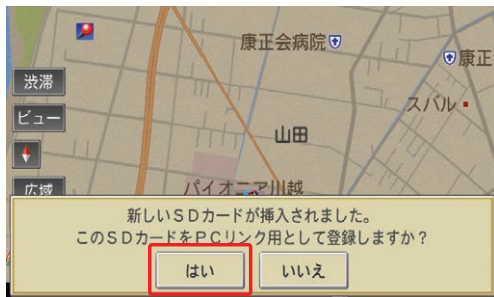 康正会病院
康正
渋滞
スバル
ビュー
山田
広域
パイオニア川越
新しいＳＤカードが挿入されました。
このＳＤカードをＰＣリンク用として登録しますか？
はい
いいえ